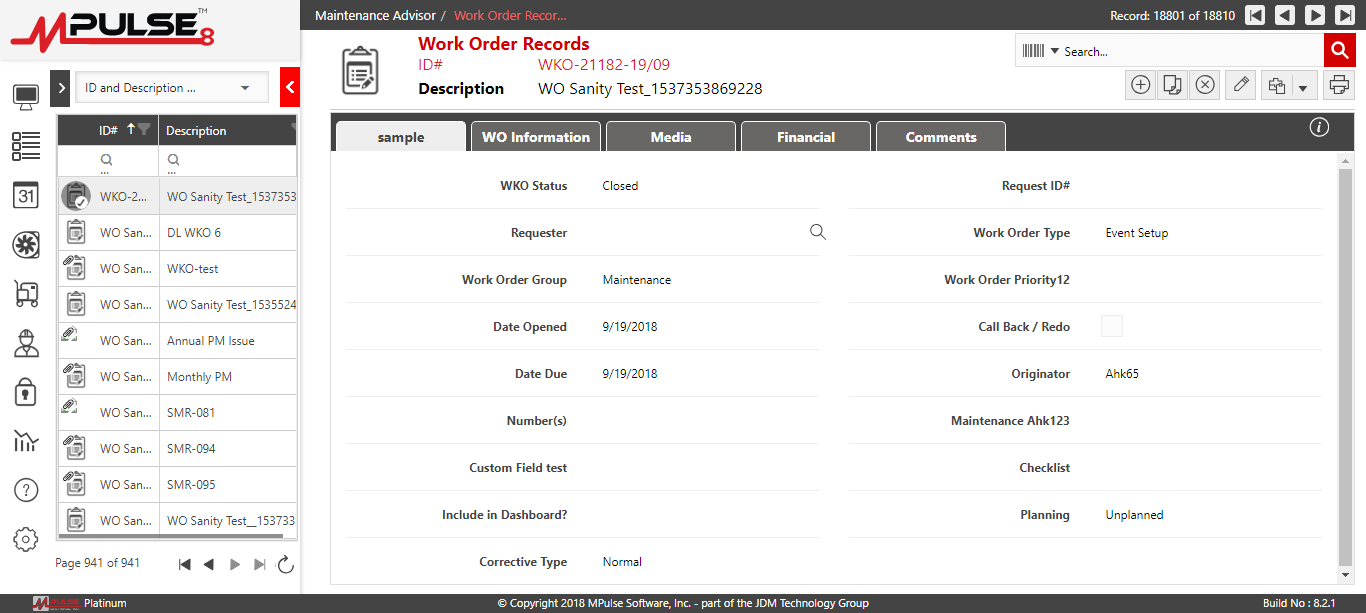 MPULSE™ 8
Maintenance Advisor / Work Order Recor...
Record: 18801 of 18810
Work Order Records
ID# WKO-21182-19/09
Description WO Sanity Test_1537353869228
Search...
ID and Description ...
ID# Description
... ...
WKO-2... WO Sanity Test_1537353
WO San... DL WKO 6
WO San... WKO-test
WO San... WO Sanity Test_1535524
WO San... Annual PM Issue
WO San... Monthly PM
WO San... SMR-081
WO San... SMR-094
WO San... SMR-095
WO San... WO Sanity Test__153733
Page 941 of 941
31
?
sample WO Information Media Financial Comments
i
WKO Status Closed Request ID#
Requester Work Order Type Event Setup
Work Order Group Maintenance Work Order Priority12
Date Opened 9/19/2018 Call Back / Redo
Date Due 9/19/2018 Originator Ahk65
Number(s) Maintenance Ahk123
Custom Field test Checklist
Include in Dashboard? Planning Unplanned
Corrective Type Normal
MPULSE Platinum
© Copyright 2018 MPulse Software, Inc. - part of the JDM Technology Group
Build No : 8.2.1